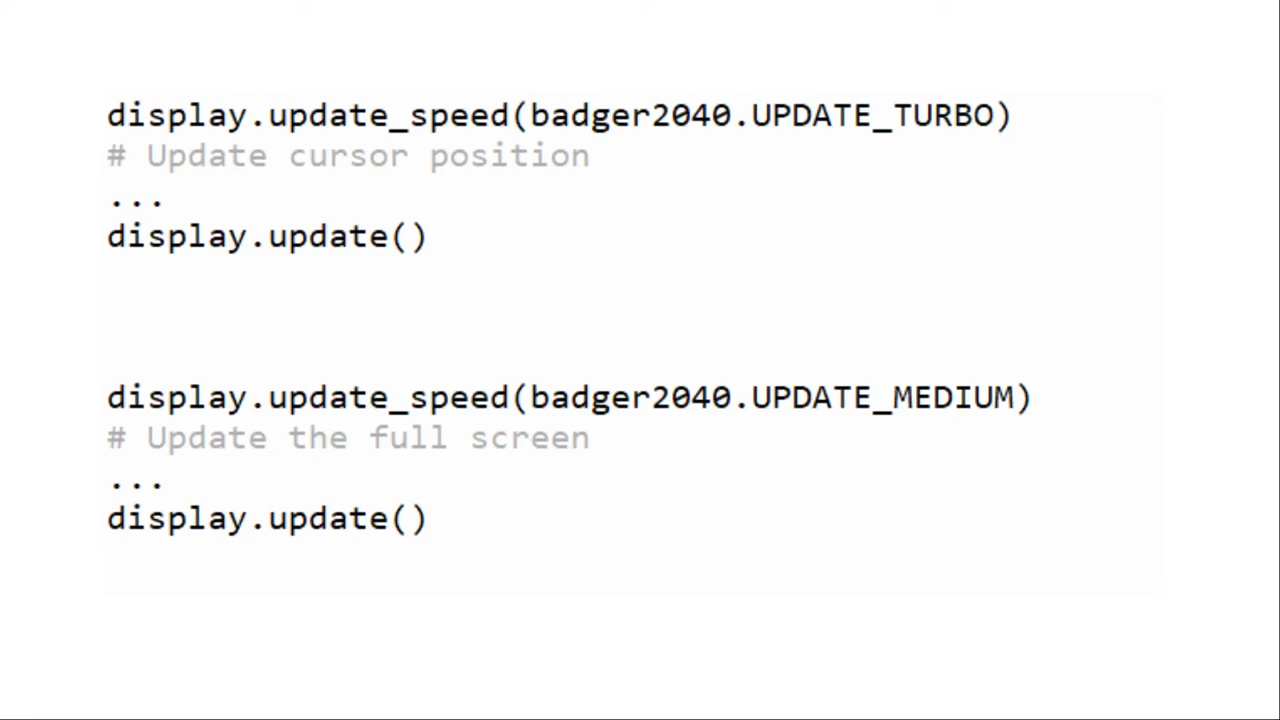 display.update_speed(badger2040.UPDATE_TURBO)
# Update cursor position
...
display.update()
display.update_speed(badger2040.UPDATE_MEDIUM)
# Update the full screen
...
display.update()